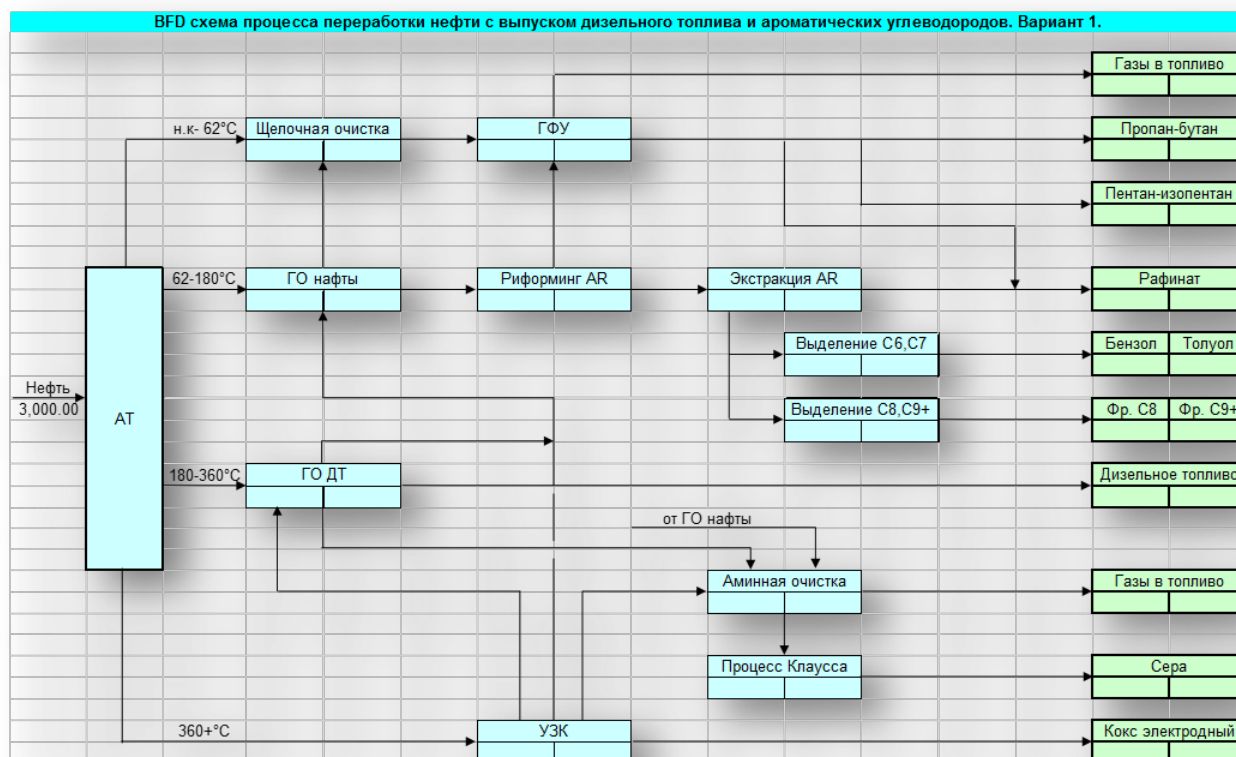 BFD схема процесса переработки нефти с выпуском дизельного топлива и ароматических углеводородов. Вариант 1.
Газы в топливо
н.к- 62°C
Щелочная очистка
ГФУ
Пропан-бутан
Пентан-изопентан
62-180°C
ГО нафты
Риформинг AR
Экстракция AR
Рафинат
Выделение С6,С7
Бензол
Толуол
Нефть
3,000.00
АТ
Выделение С8,С9+
Фр. С8
Фр. С9+
180-360°C
ГО ДТ
Дизельное топливо
от ГО нафты
Аминная очистка
Газы в топливо
Процесс Клаусса
Сера
360+°C
УЗК
Кокс электродный